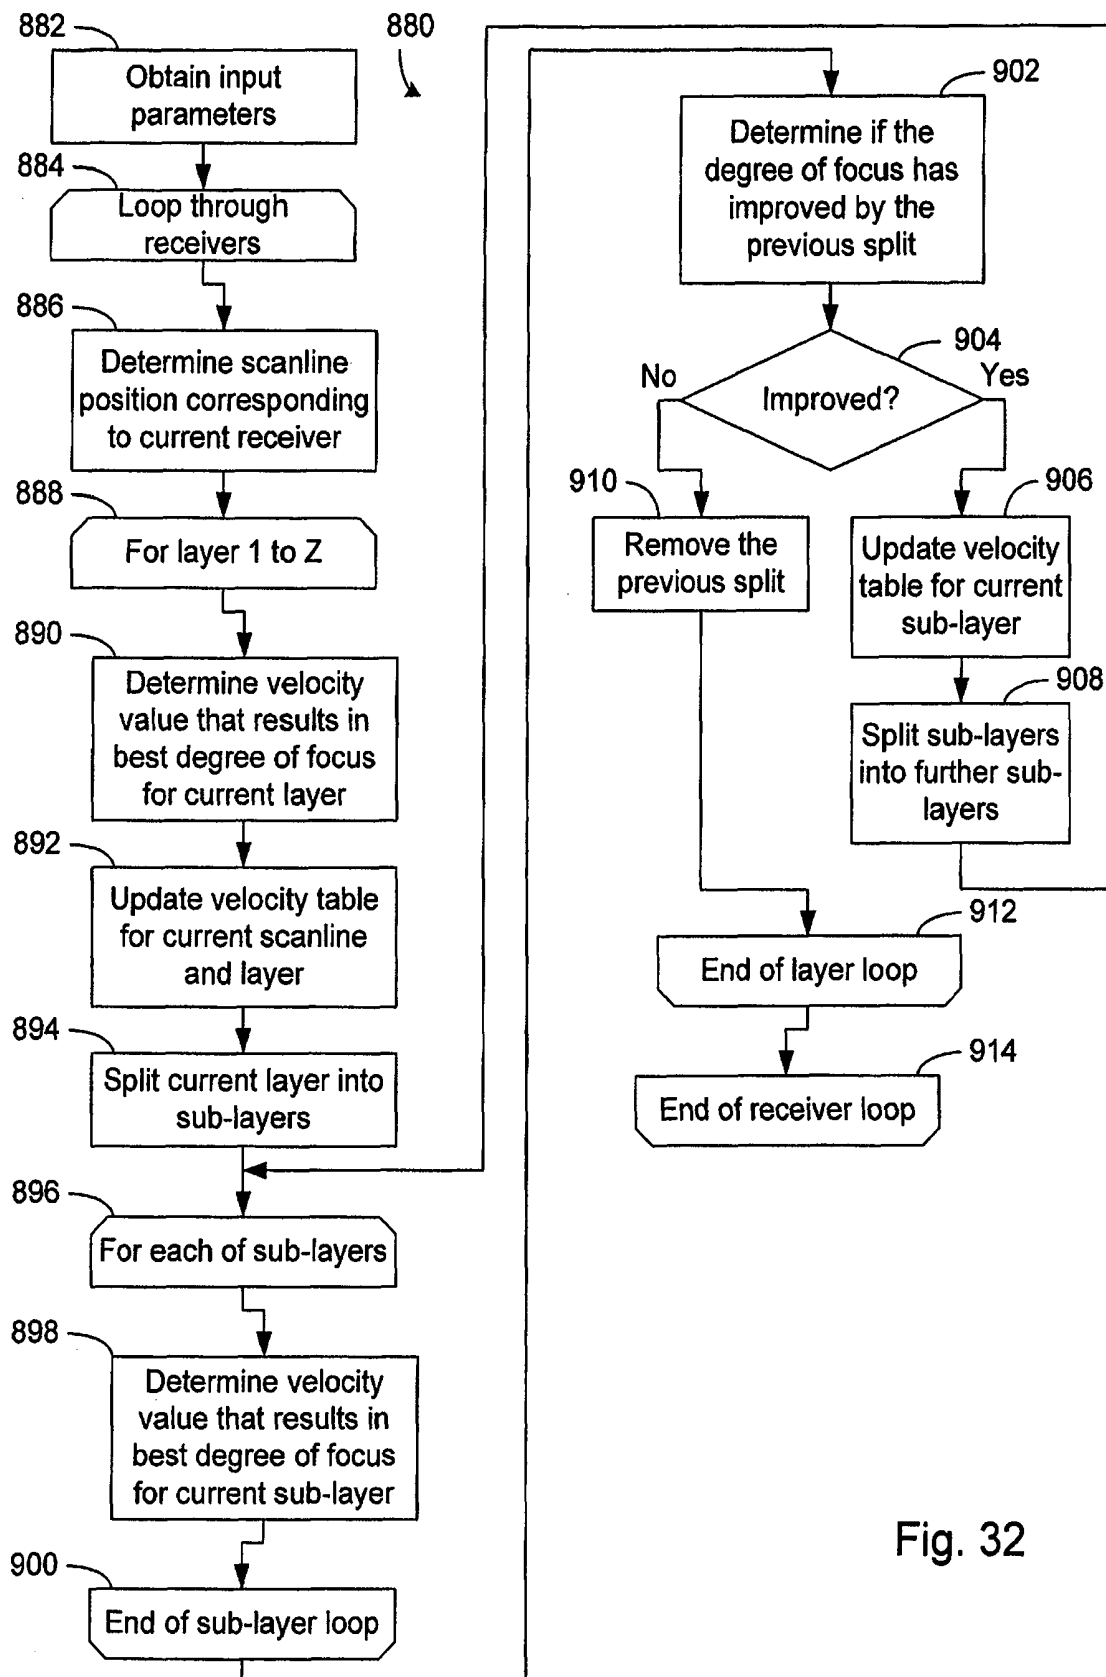 880
882
Obtain input
parameters
884
Loop through
receivers
886
Determine scanline
position corresponding
to current receiver
888
For layer 1 to Z
890
Determine velocity
value that results in
best degree of focus
for current layer
892
Update velocity table
for current scanline
and layer
894
Split current layer into
sub-layers
896
For each of sub-layers
898
Determine velocity
value that results in
best degree of focus
for current sub-layer
900
End of sub-layer loop
902
Determine if the
degree of focus has
improved by the
previous split
904
Improved?
No
Yes
910
Remove the
previous split
906
Update velocity
table for current
sub-layer
908
Split sub-layers
into further sub-
layers
912
End of layer loop
914
End of receiver loop
Fig. 32